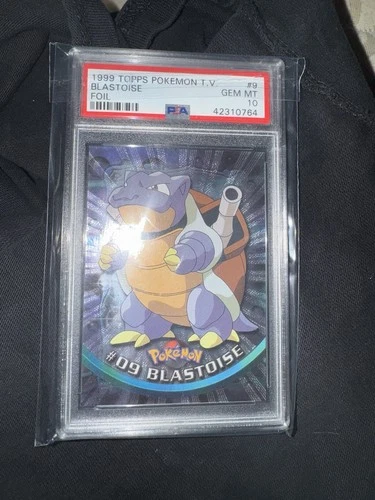 1999 TOPPS POKEMON T.V. #9
BLASTOISE GEM MT
FOIL 10
PSA 42310764
POKéMON
#09 BLASTOISE